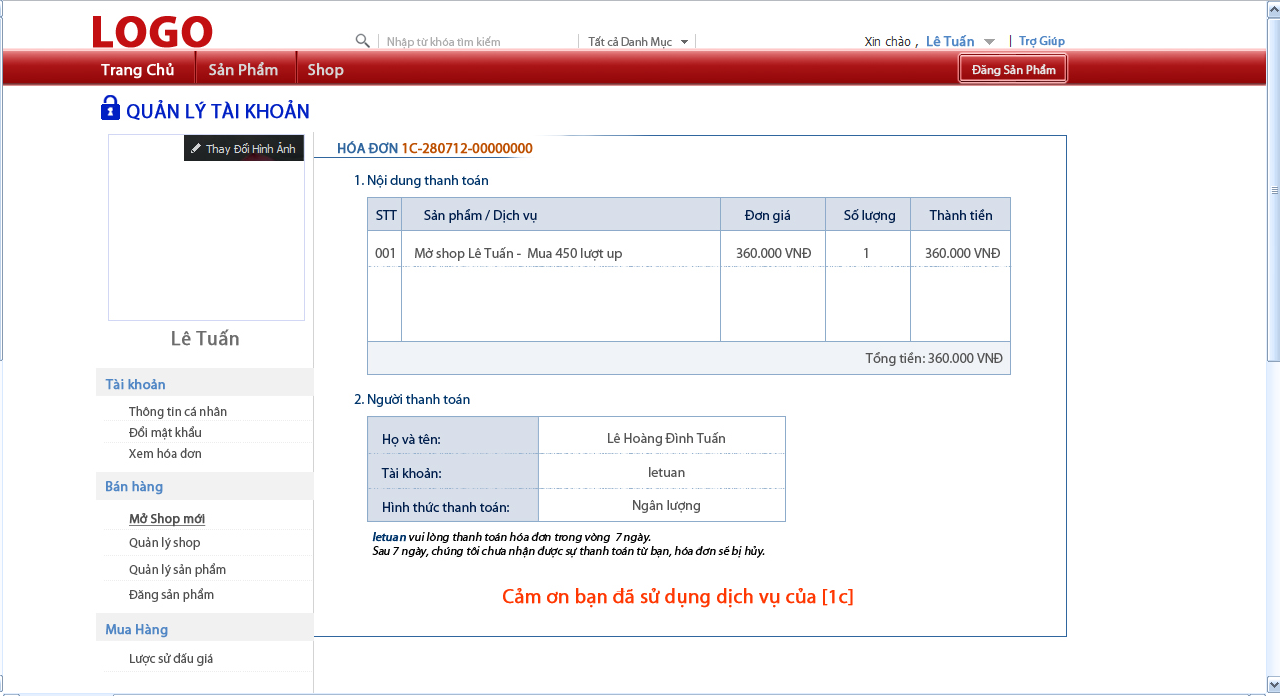 LOGO
Nhập từ khóa tìm kiếm
Tất cả Danh Mục
Xin chào , Lê Tuấn | Trợ Giúp
Trang Chủ Sản Phẩm Shop
Đăng Sản Phẩm
QUẢN LÝ TÀI KHOẢN
Thay Đổi Hình Ảnh
Lê Tuấn
Tài khoản
Thông tin cá nhân
Đổi mật khẩu
Xem hóa dơn
Bán hàng
Mở Shop mới
Quản lý shop
Quản lý sản phẩm
Đăng sản phẩm
Mua Hàng
Lược sử dấu giá
HÓA ĐƠN 1C-280712-00000000
1. Nội dung thanh toán
STT Sản phẩm / Dịch vụ Đơn giá Số lượng Thành tiền
001 Mở shop Lê Tuấn - Mua 450 lượt up 360.000 VNĐ 1 360.000 VNĐ
Tổng tiền: 360.000 VNĐ
2. Người thanh toán
Họ và tên: Lê Hoàng Đình Tuấn
Tài khoản: letuan
Hình thức thanh toán: Ngân lượng
letuan vui lòng thanh toán hóa dơn trong vòng 7 ngày.
Sau 7 ngày, chúng tôi chưa nhận dược sự thanh toán từ bạn, hóa dơn sẽ bị hủy.
Cảm ơn bạn dã sử dụng dịch vụ của [1c]